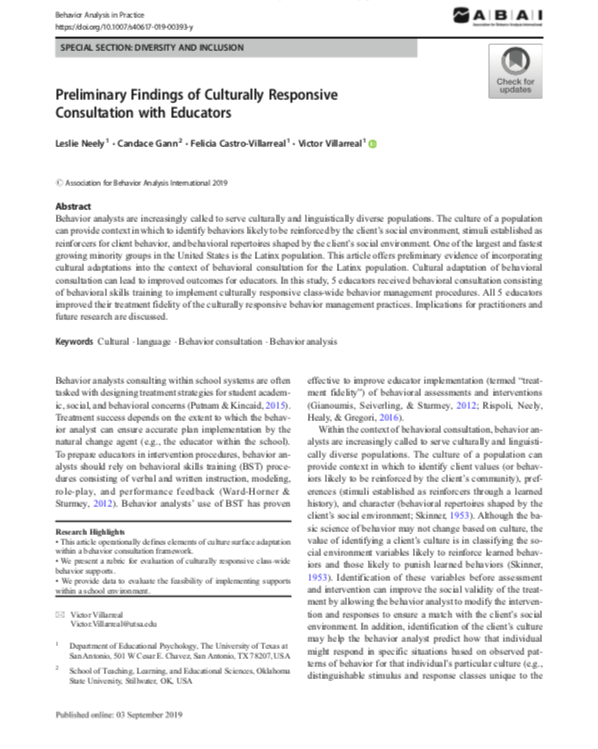 Behavior Analysis in Practice
https://doi.org/10.1007/s40617-019-00393-y
ABAI
Association for Behavior Analysis International
SPECIAL SECTION: DIVERSITY AND INCLUSION
Check for
updates
Preliminary Findings of Culturally Responsive
Consultation with Educators
Leslie Neely 1 · Candace Gann 2 · Felicia Castro-Villarreal 1 · Victor Villarreal 1
© Association for Behavior Analysis International 2019
Abstract
Behavior analysts are increasingly called to serve culturally and linguistically diverse populations. The culture of a population
can provide context in which to identify behaviors likely to be reinforced by the client's social environment, stimuli established as
reinforcers for client behavior, and behavioral repertoires shaped by the client's social environment. One of the largest and fastest
growing minority groups in the United States is the Latinx population. This article offers preliminary evidence of incorporating
cultural adaptations into the context of behavioral consultation for the Latinx population. Cultural adaptation of behavioral
consultation can lead to improved outcomes for educators. In this study, 5 educators received behavioral consultation consisting
of behavioral skills training to implement culturally responsive class-wide behavior management procedures. All 5 educators
improved their treatment fidelity of the culturally responsive behavior management practices. Implications for practitioners and
future research are discussed.
Keywords Cultural · language · Behavior consultation · Behavior analysis
Behavior analysts consulting within school systems are often
tasked with designing treatment strategies for student academ-
ic, social, and behavioral concerns (Putnam & Kincaid, 2015).
Treatment success depends on the extent to which the behav-
ior analyst can ensure accurate plan implementation by the
natural change agent (e.g., the educator within the school).
To prepare educators in intervention procedures, behavior an-
alysts should rely on behavioral skills training (BST) proce-
dures consisting of verbal and written instruction, modeling,
role-play, and performance feedback (Ward-Horner &
Sturmey, 2012). Behavior analysts' use of BST has proven
Research Highlights
• This article operationally defines elements of culture surface adaptation
within a behavior consultation framework.
• We present a rubric for evaluation of culturally responsive class-wide
behavior supports.
• We provide data to evaluate the feasibility of implementing supports
within a school environment.
Victor Villarreal
Victor.Villarreal@utsa.edu
1 Department of Educational Psychology, The University of Texas at
San Antonio, 501 W Cesar E. Chavez, San Antonio, TX 78207, USA
2 School of Teaching, Learning, and Educational Sciences, Oklahoma
State University, Stillwater, OK, USA
effective to improve educator implementation (termed "treat-
ment fidelity") of behavioral assessments and interventions
(Gianoumis, Seiverling, & Sturmey, 2012; Rispoli, Neely,
Healy, & Gregori, 2016).
Within the context of behavioral consultation, behavior an-
alysts are increasingly called to serve culturally and linguisti-
cally diverse populations. The culture of a population can
provide context in which to identify client values (or behav-
iors likely to be reinforced by the client's community), pref-
erences (stimuli established as reinforcers through a learned
history), and character (behavioral repertoires shaped by the
client's social environment; Skinner, 1953). Although the ba-
sic science of behavior may not change based on culture, the
value of identifying a client's culture is in classifying the so-
cial environment variables likely to reinforce learned behav-
iors and those likely to punish learned behaviors (Skinner,
1953). Identification of these variables before assessment
and intervention can improve the social validity of the treat-
ment by allowing the behavior analyst to modify the interven-
tion and responses to ensure a match with the client's social
environment. In addition, identification of the client's culture
may help the behavior analyst predict how that individual
might respond in specific situations based on observed pat-
terns of behavior for that individual's particular culture (e.g.,
distinguishable stimulus and response classes unique to the
Published online: 03 September 2019